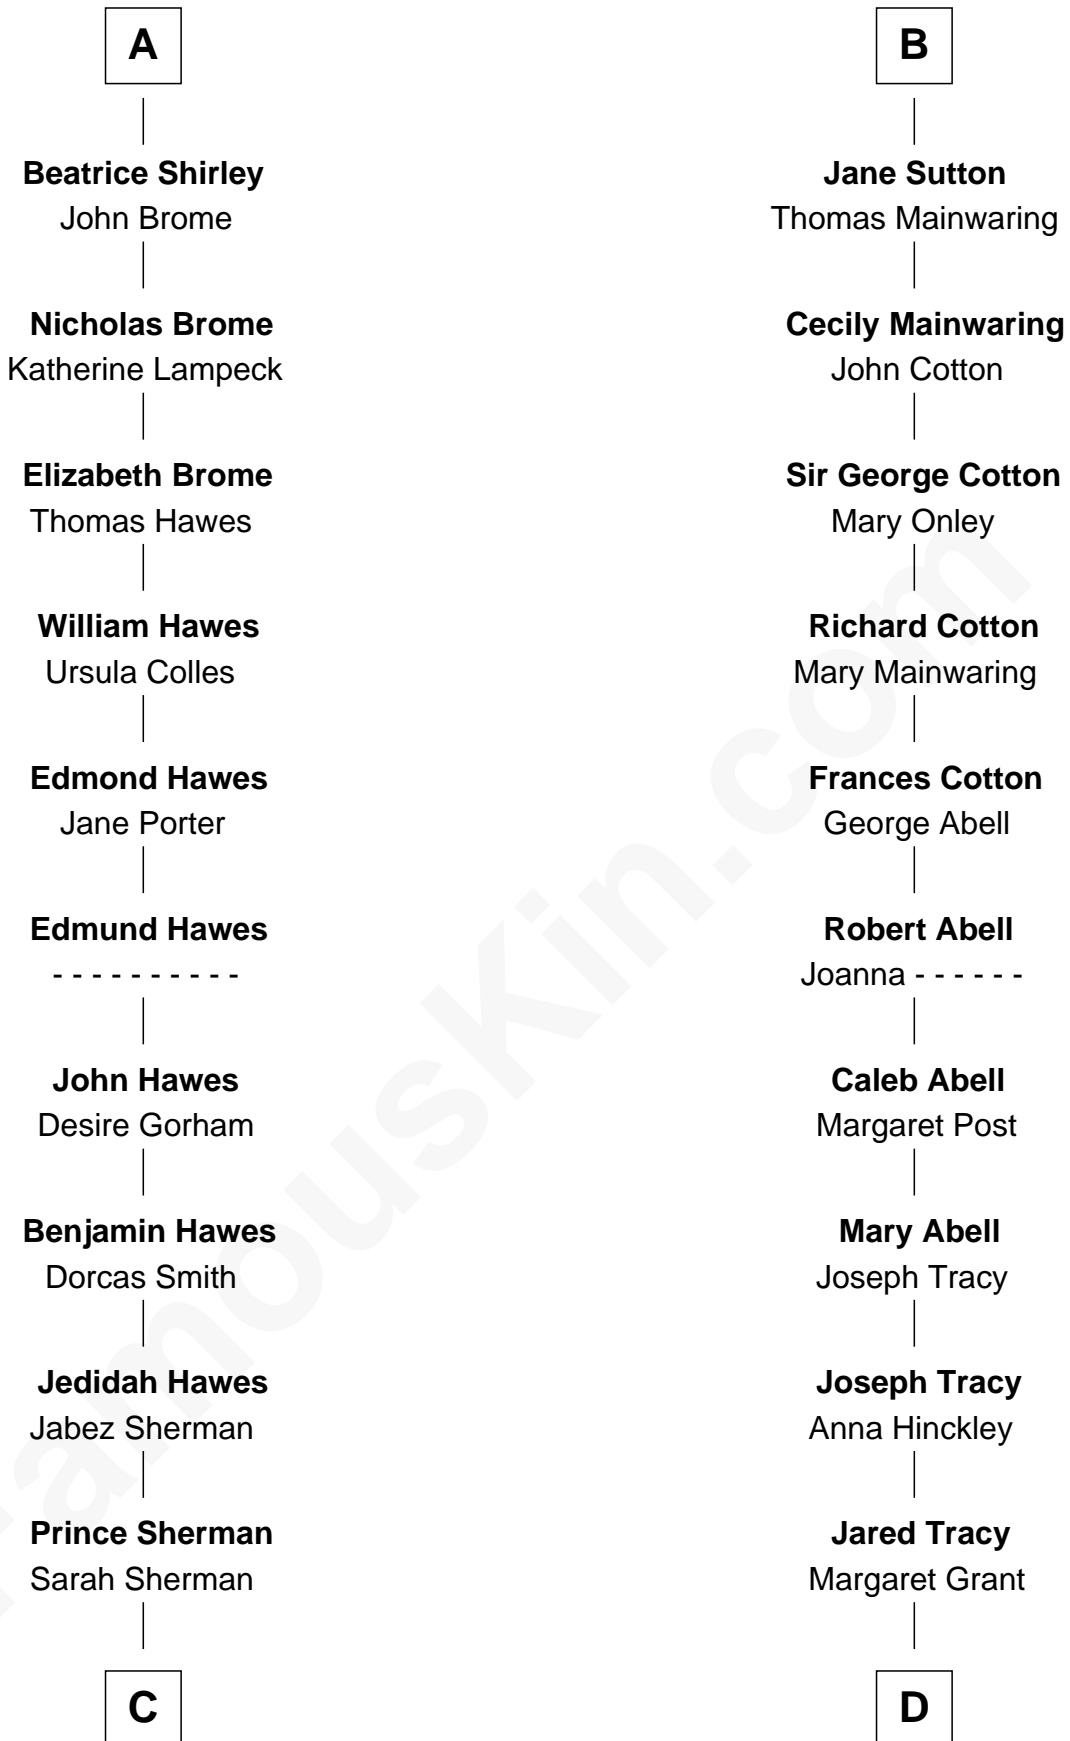 A
Beatrice Shirley
John Brome
Nicholas Brome
Katherine Lampeck
Elizabeth Brome
Thomas Hawes
William Hawes
Ursula Colles
Edmond Hawes
Jane Porter
Edmund Hawes
- - - - - - - - - -
John Hawes
Desire Gorham
Benjamin Hawes
Dorcas Smith
Jedidah Hawes
Jabez Sherman
Prince Sherman
Sarah Sherman
C
B
Jane Sutton
Thomas Mainwaring
Cecily Mainwaring
John Cotton
Sir George Cotton
Mary Onley
Richard Cotton
Mary Mainwaring
Frances Cotton
George Abell
Robert Abell
Joanna - - - - - -
Caleb Abell
Margaret Post
Mary Abell
Joseph Tracy
Joseph Tracy
Anna Hinckley
Jared Tracy
Margaret Grant
D
FamousKin.com